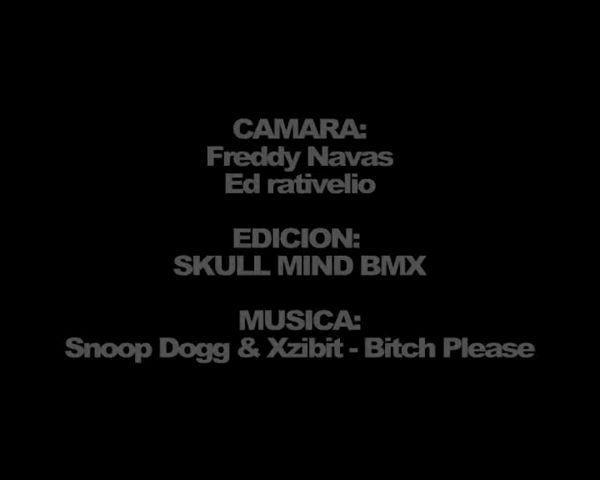 CAMARA:
Freddy Navas
Ed rativelio
EDICION:
SKULL MIND BMX
MUSICA:
Snoop Dogg & Xzibit - Bitch Please